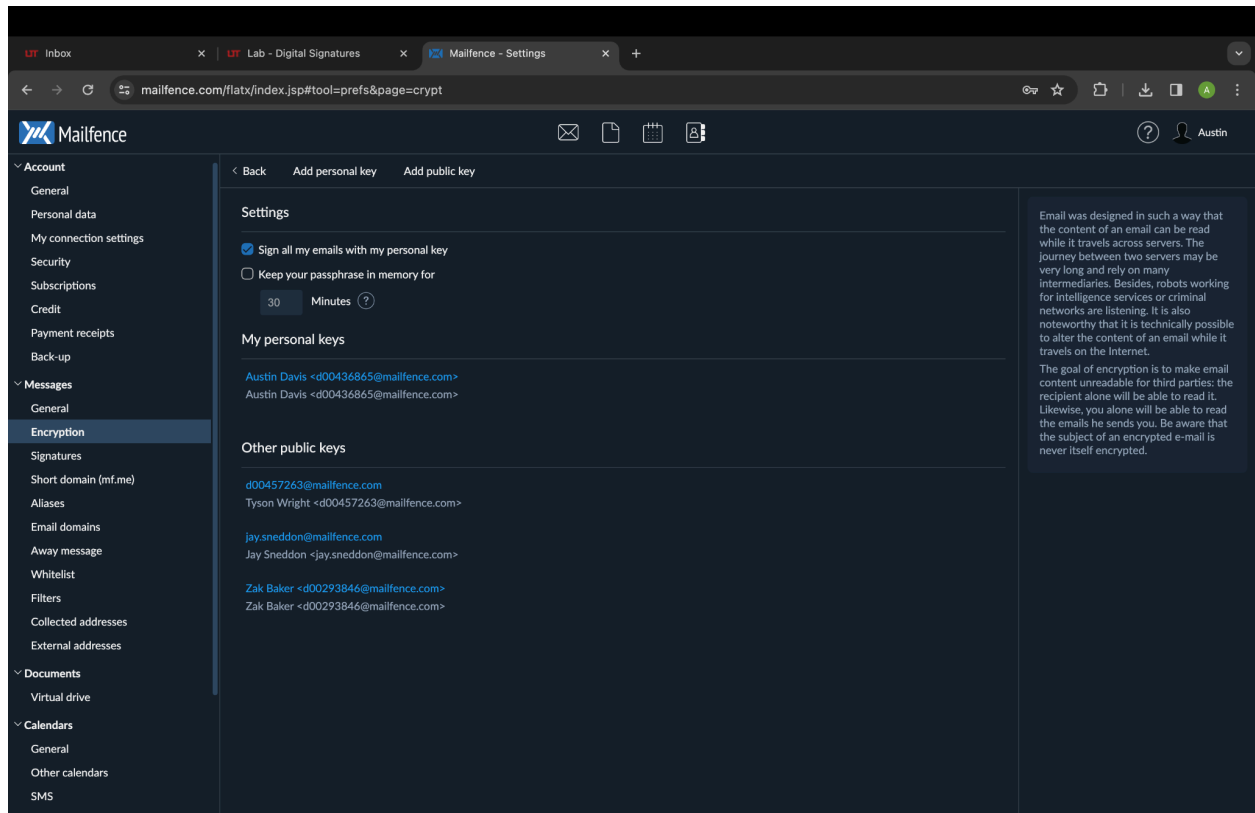 Inbox
Lab - Digital Signatures
Mailfence - Settings
mailfence.com/flatx/index.jsp#tool=prefs&page=crypt
A
Mailfence
Austin
Account
General
Personal data
My connection settings
Security
Subscriptions
Credit
Payment receipts
Back-up
Messages
General
Encryption
Signatures
Short domain (mf.me)
Aliases
Email domains
Away message
Whitelist
Filters
Collected addresses
External addresses
Documents
Virtual drive
Calendars
General
Other calendars
SMS
< Back Add personal key Add public key
Settings
Sign all my emails with my personal key
Keep your passphrase in memory for
30 Minutes ?
My personal keys
Austin Davis <d00436865@mailfence.com>
Austin Davis <d00436865@mailfence.com>
Other public keys
d00457263@mailfence.com
Tyson Wright <d00457263@mailfence.com>
jay.sneddon@mailfence.com
Jay Sneddon <jay.sneddon@mailfence.com>
Zak Baker <d00293846@mailfence.com>
Zak Baker <d00293846@mailfence.com>
Email was designed in such a way that
the content of an email can be read
while it travels across servers. The
journey between two servers may be
very long and rely on many
intermediaries. Besides, robots working
for intelligence services or criminal
networks are listening. It is also
noteworthy that it is technically possible
to alter the content of an email while it
travels on the Internet.
The goal of encryption is to make email
content unreadable for third parties: the
recipient alone will be able to read it.
Likewise, you alone will be able to read
the emails he sends you. Be aware that
the subject of an encrypted e-mail is
never itself encrypted.